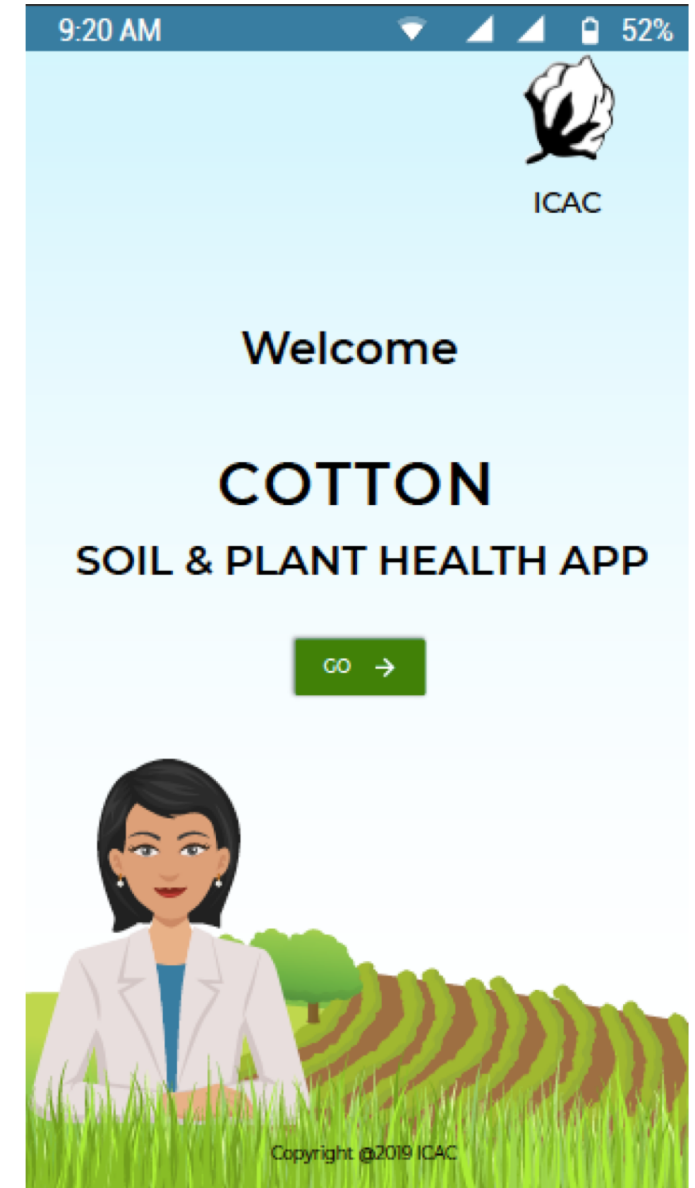 9:20 AM 52%
ICAC
Welcome
COTTON
SOIL & PLANT HEALTH APP
GO
Copyright @2019 ICAC